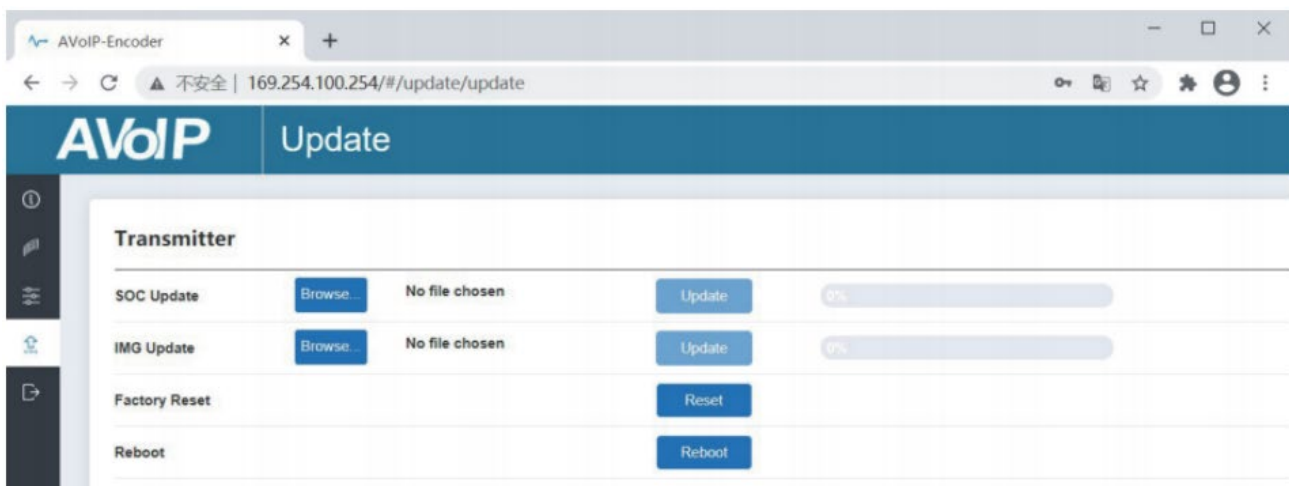 AVoIP-Encoder
不安全 | 169.254.100.254/#/update/update
AVoIP Update
Transmitter
SOC Update Browse... No file chosen Update 0%
IMG Update Browse... No file chosen Update 0%
Factory Reset Reset
Reboot Reboot